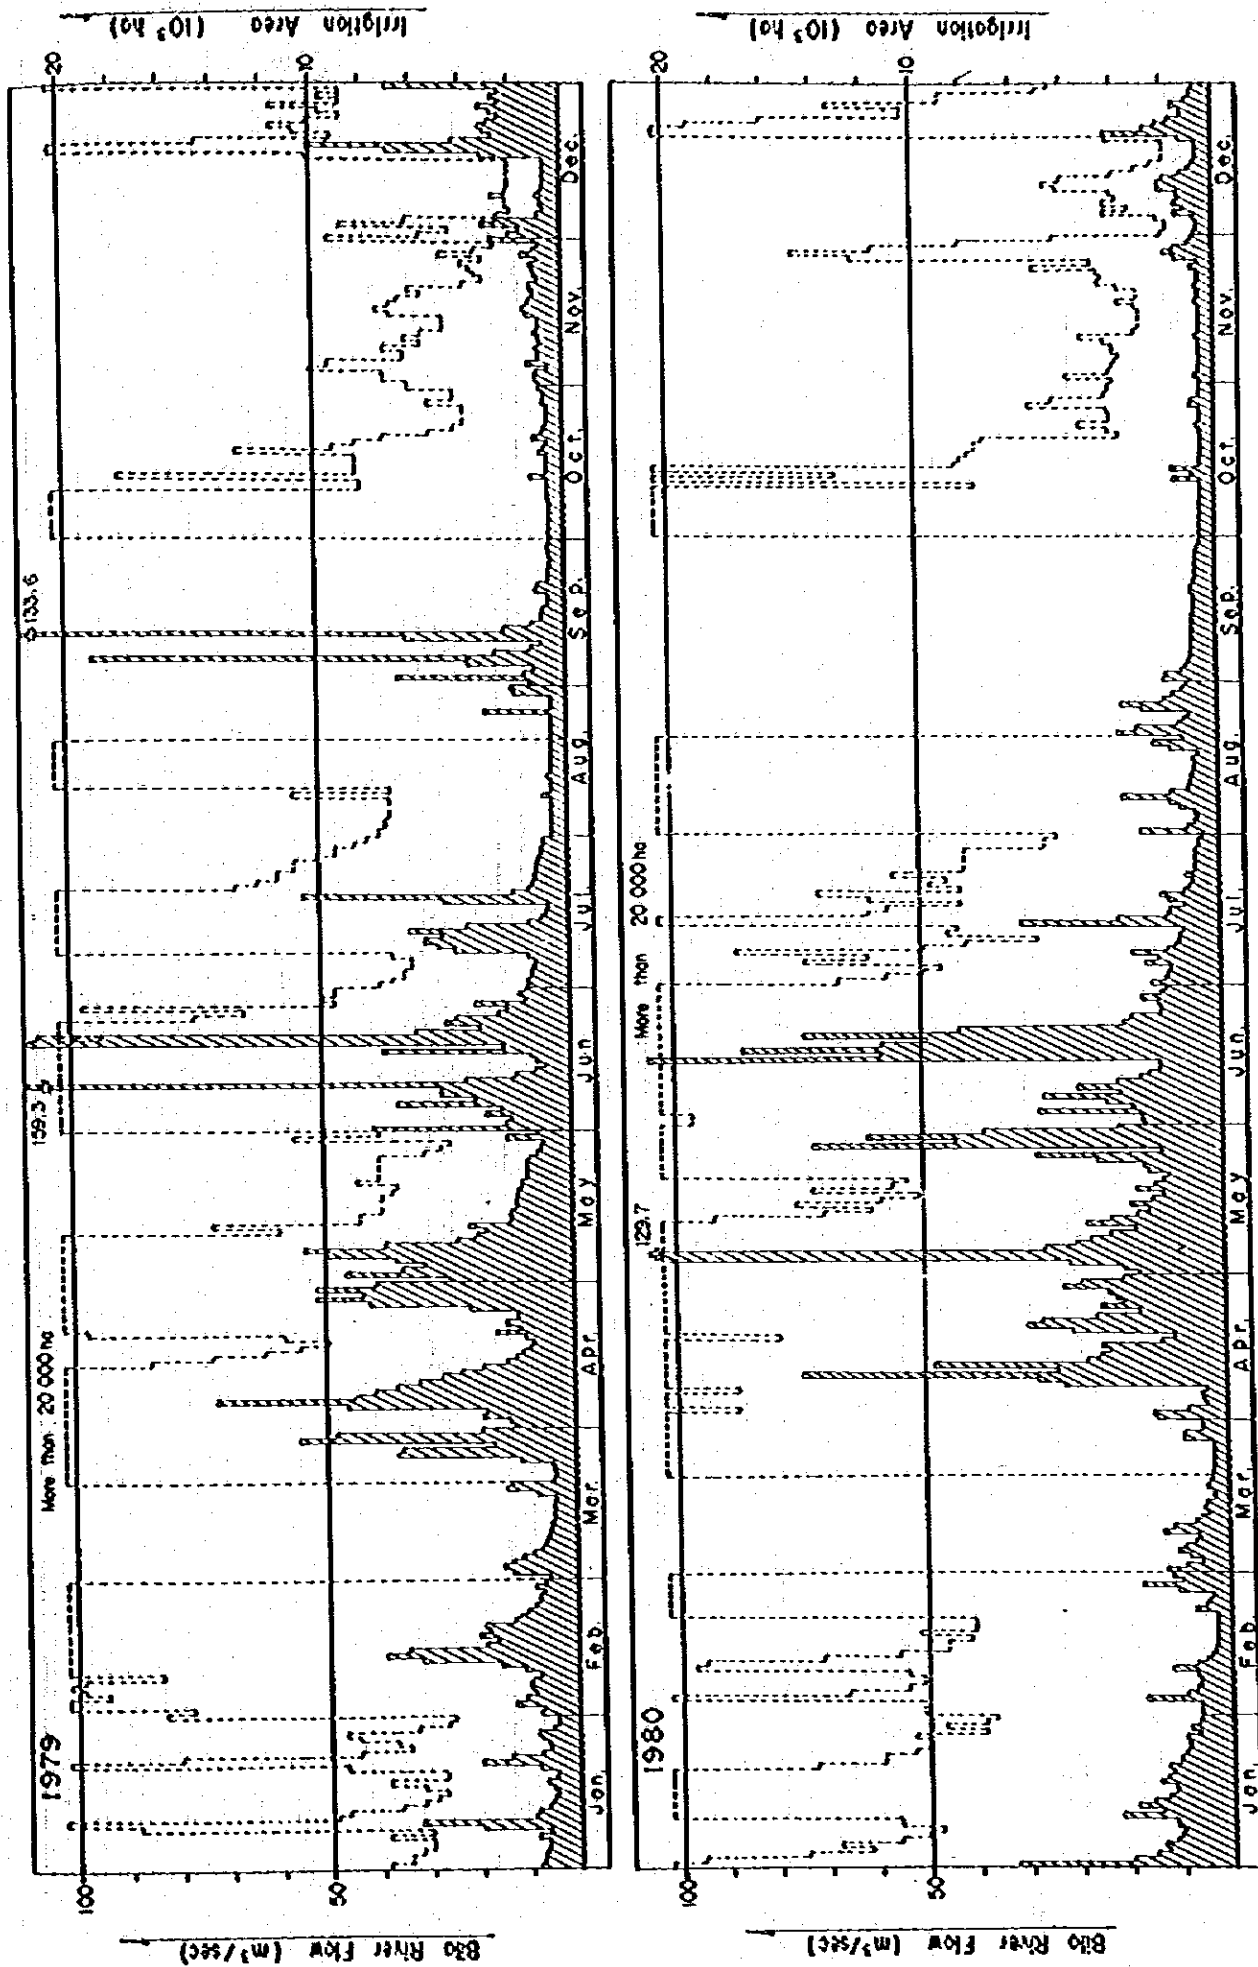 1979
More than 20 000 ha
159.3
133.6
100
50
20
10
Bila River Flow (m³/sec)
Irrigation Area (10³ ha)
Jan. Feb. Mar. Apr. May Jun. Jul. Aug. Sep. Oct. Nov. Dec.
1980
129.7
More than 20 000 ha
100
50
20
10
Bila River Flow (m³/sec)
Irrigation Area (10³ ha)
Jan. Feb. Mar. Apr. May Jun. Jul. Aug. Sep. Oct. Nov. Dec.